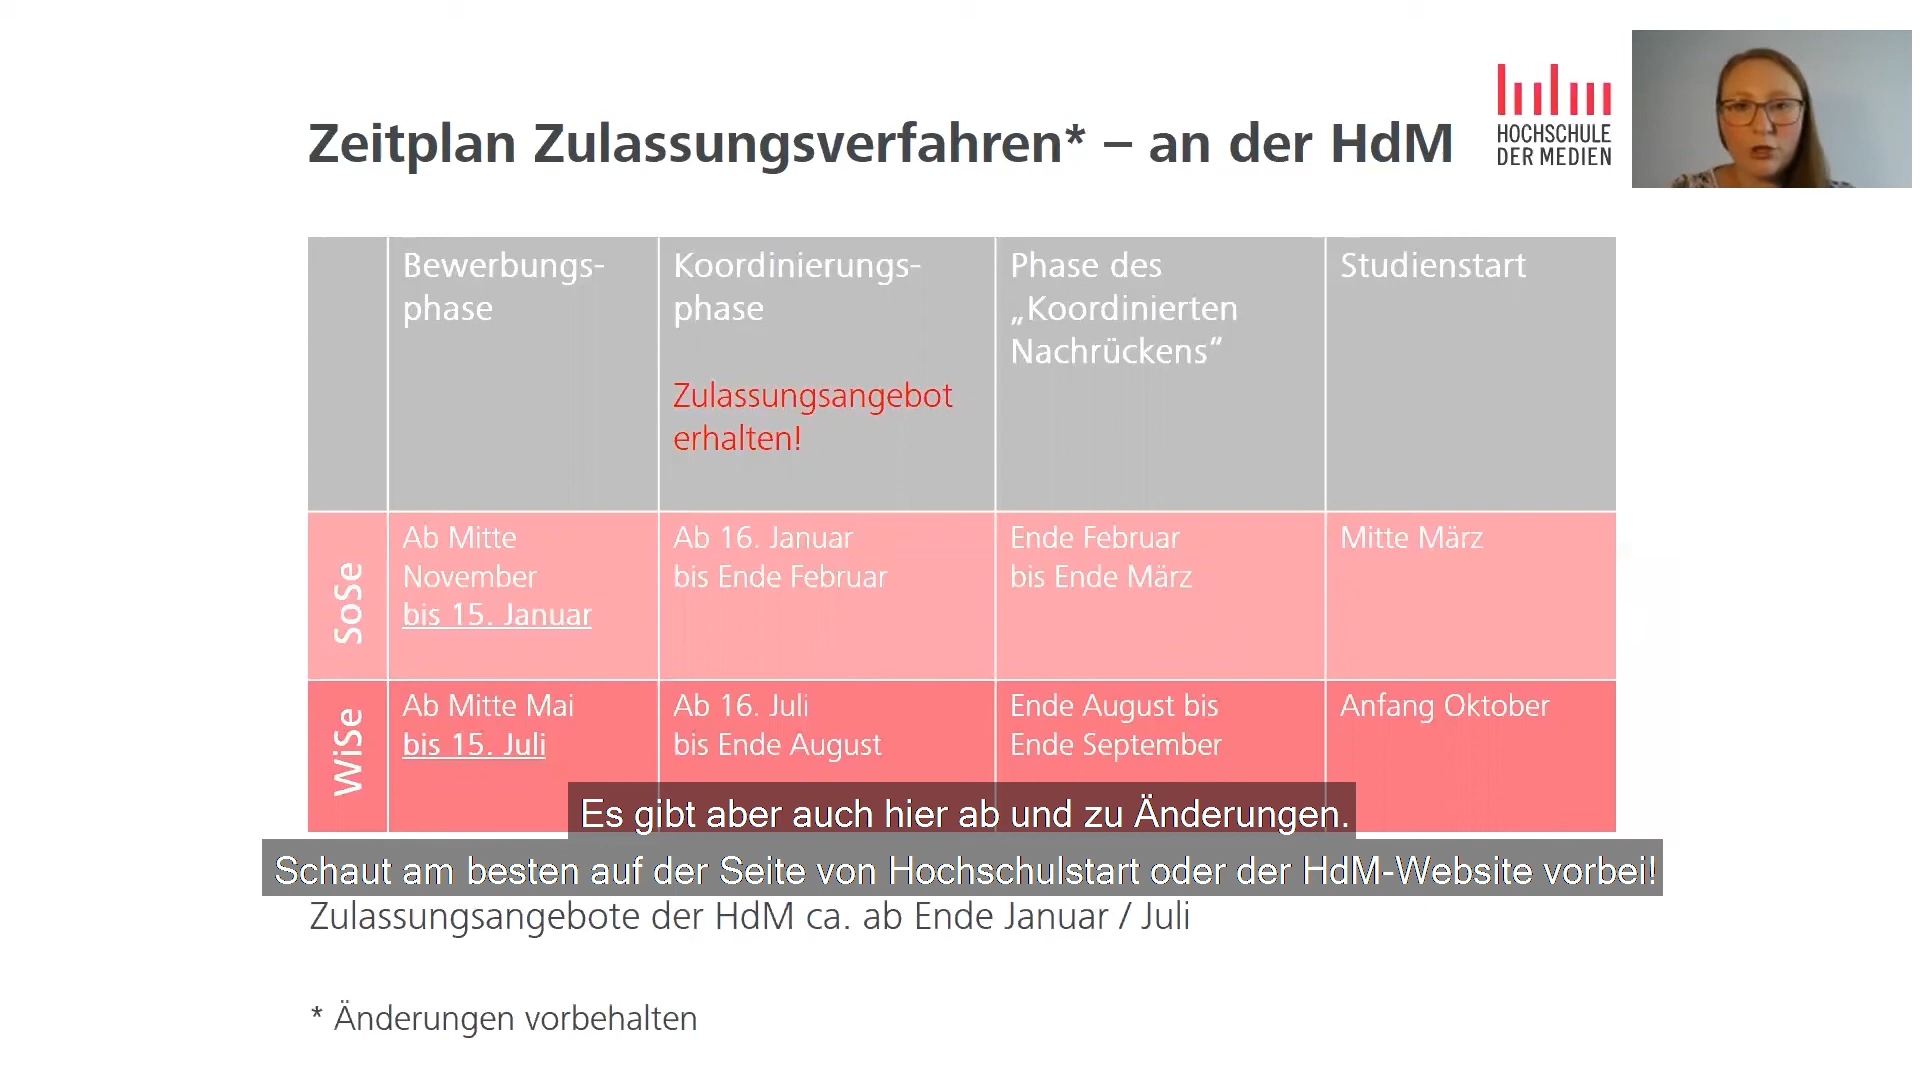 Zeitplan Zulassungsverfahren* – an der HdM
HOCHSCHULE
DER MEDIEN
Bewerbungs-
phase
Koordinierungs-
phase
Zulassungsangebot
erhalten!
Phase des
„Koordinierten
Nachrückens“
Studienstart
SoSe
Ab Mitte
November
bis 15. Januar
Ab 16. Januar
bis Ende Februar
Ende Februar
bis Ende März
Mitte März
WiSe
Ab Mitte Mai
bis 15. Juli
Ab 16. Juli
bis Ende August
Ende August bis
Ende September
Anfang Oktober
Es gibt aber auch hier ab und zu Änderungen.
Schaut am besten auf der Seite von Hochschulstart oder der HdM-Website vorbei!
Zulassungsangebote der HdM ca. ab Ende Januar / Juli
* Änderungen vorbehalten